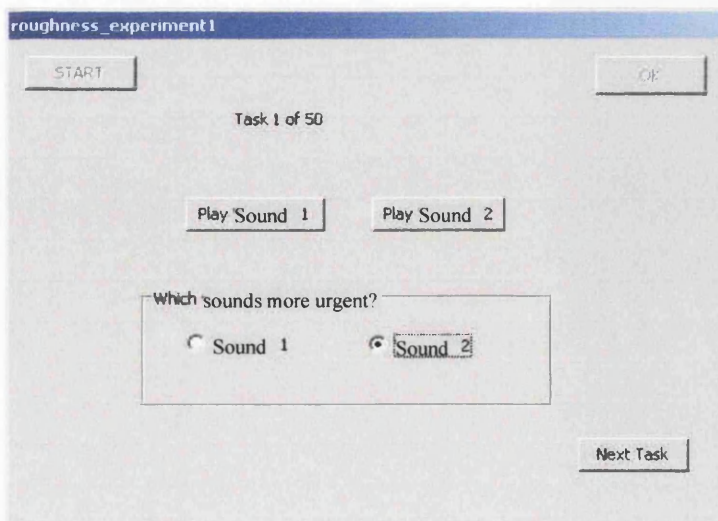 roughness_experiment1
START OK
Task 1 of 50
Play Sound 1 Play Sound 2
Which sounds more urgent?
Sound 1 Sound 2
Next Task